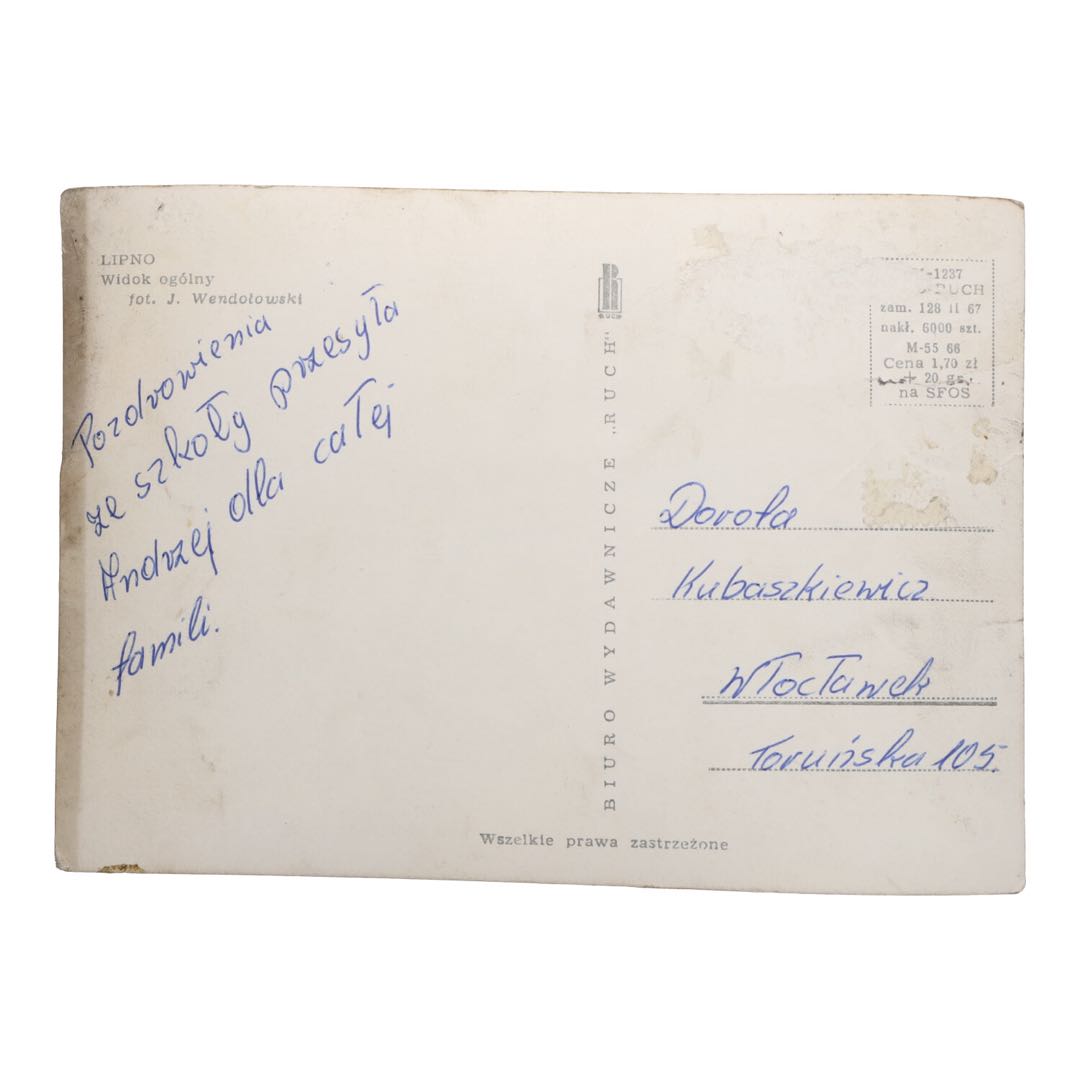 LIPNO
Widok ogólny
fot. J. Wendołowski
Pozdrowienia
ze szkoły przesyła
Andrzej dla całej
famili.
BIURO WYDAWNICZE „RUCH”
RUCH
-1237
RUCH
zam. 128 II 67
nakł. 6000 szt.
M-55 66
Cena 1,70 zł
+ 20 gr.
na SFOS
Dorota
Kubaszkiewicz
Włocławek
Toruńska 105.
Wszelkie prawa zastrzeżone